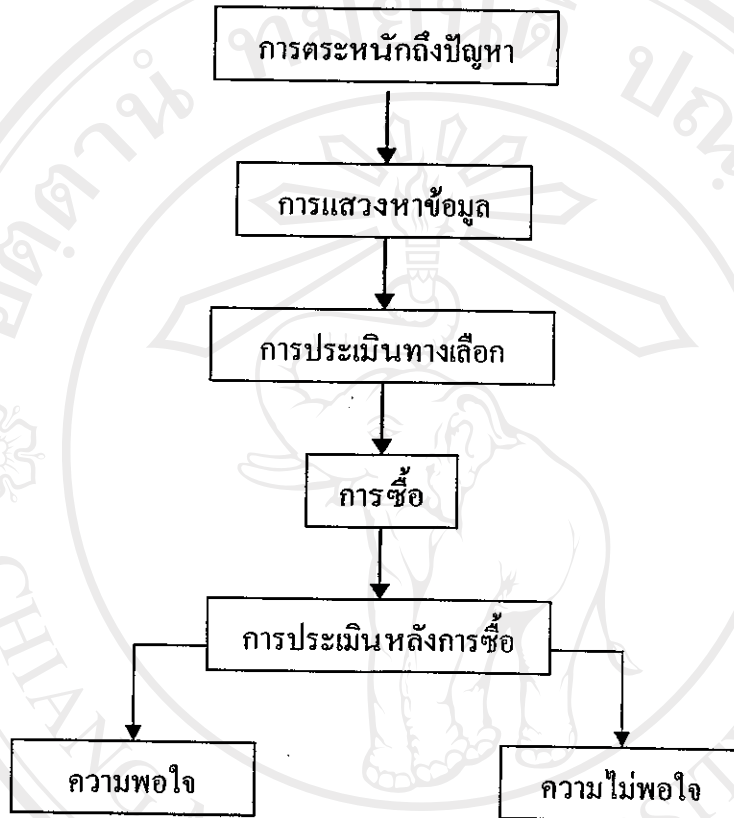 การตระหนักถึงปัญหา
การแสวงหาข้อมูล
การประเมินทางเลือก
การซื้อ
การประเมินหลังการซื้อ
ความพอใจ
ความไม่พอใจ